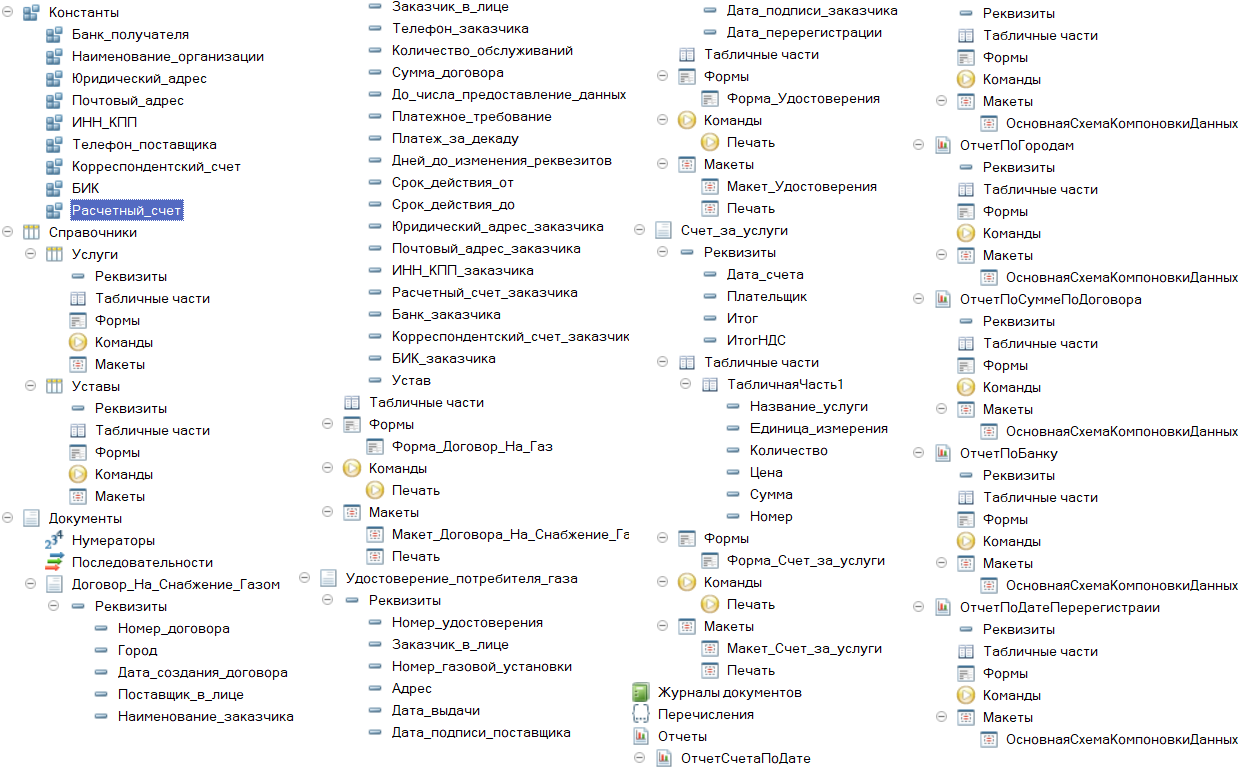 Константы
Банк_получателя
Наименование_организации
Юридический_адрес
Почтовый_адрес
ИНН_КПП
Телефон_поставщика
Корреспондентский_счет
БИК
Расчетный_счет
Справочники
Услуги
Реквизиты
Табличные части
Формы
Команды
Макеты
Уставы
Реквизиты
Табличные части
Формы
Команды
Макеты
Документы
Нумераторы
Последовательности
Договор_На_Снабжение_Газом
Реквизиты
Номер_договора
Город
Дата_создания_договора
Поставщик_в_лице
Наименование_заказчика
Заказчик_в_лице
Телефон_заказчика
Количество_обслуживаний
Сумма_договора
До_числа_предоставление_данных
Платежное_требование
Платеж_за_декаду
Дней_до_изменения_реквезитов
Срок_действия_от
Срок_действия_до
Юридический_адрес_заказчика
Почтовый_адрес_заказчика
ИНН_КПП_заказчика
Расчетный_счет_заказчика
Банк_заказчика
Корреспондентский_счет_заказчик
БИК_заказчика
Устав
Табличные части
Формы
Форма_Договор_На_Газ
Команды
Печать
Макеты
Макет_Договора_На_Снабжение_Га
Печать
Удостоверение_потребителя_газа
Реквизиты
Номер_удостоверения
Заказчик_в_лице
Номер_газовой_установки
Адрес
Дата_выдачи
Дата_подписи_поставщика
Дата_подписи_заказчика
Дата_перерегистрации
Табличные части
Формы
Форма_Удостоверения
Команды
Печать
Макеты
Макет_Удостоверения
Печать
Счет_за_услуги
Реквизиты
Дата_счета
Плательщик
Итог
ИтогНДС
Табличные части
ТабличнаяЧасть1
Название_услуги
Единица_измерения
Количество
Цена
Сумма
Номер
Формы
Форма_Счет_за_услуги
Команды
Печать
Макеты
Макет_Счет_за_услуги
Печать
Журналы документов
Перечисления
Отчеты
ОтчетСчетаПоДате
Реквизиты
Табличные части
Формы
Команды
Макеты
ОсновнаяСхемаКомпоновкиДанных
ОтчетПоГородам
Реквизиты
Табличные части
Формы
Команды
Макеты
ОсновнаяСхемаКомпоновкиДанных
ОтчетПоСуммеПоДоговора
Реквизиты
Табличные части
Формы
Команды
Макеты
ОсновнаяСхемаКомпоновкиДанных
ОтчетПоБанку
Реквизиты
Табличные части
Формы
Команды
Макеты
ОсновнаяСхемаКомпоновкиДанных
ОтчетПоДатеПеререгистраии
Реквизиты
Табличные части
Формы
Команды
Макеты
ОсновнаяСхемаКомпоновкиДанных